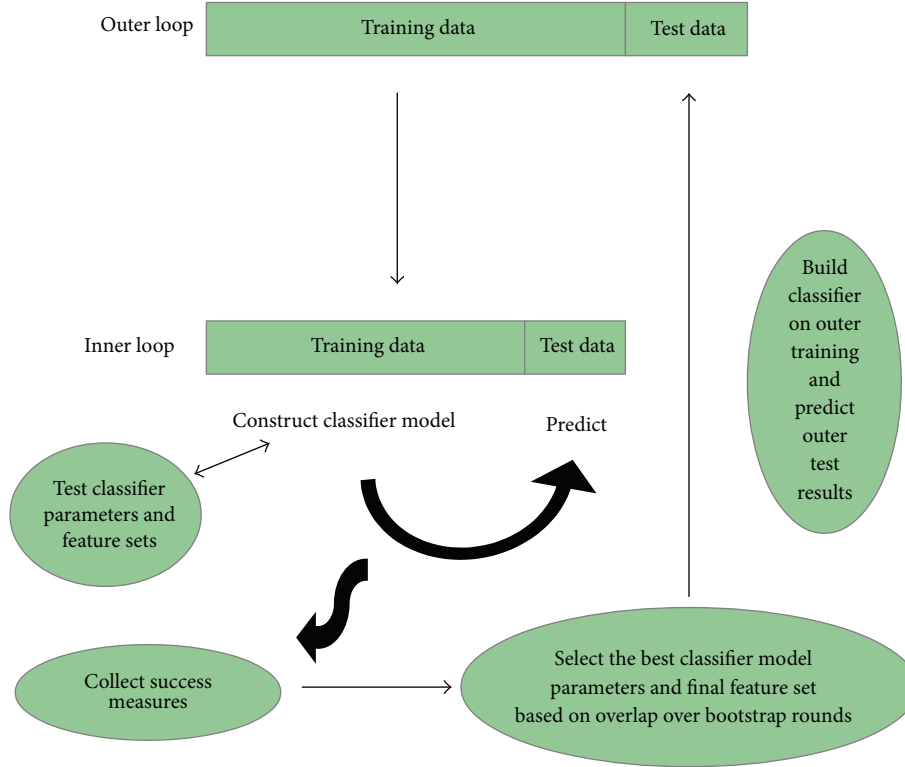 Outer loop
Training data
Test data
Build
classifier
on outer
training
and
predict
outer
test
results
Inner loop
Training data
Test data
Construct classifier model
Predict
Test classifier
parameters and
feature sets
Collect success
measures
Select the best classifier model
parameters and final feature set
based on overlap over bootstrap rounds